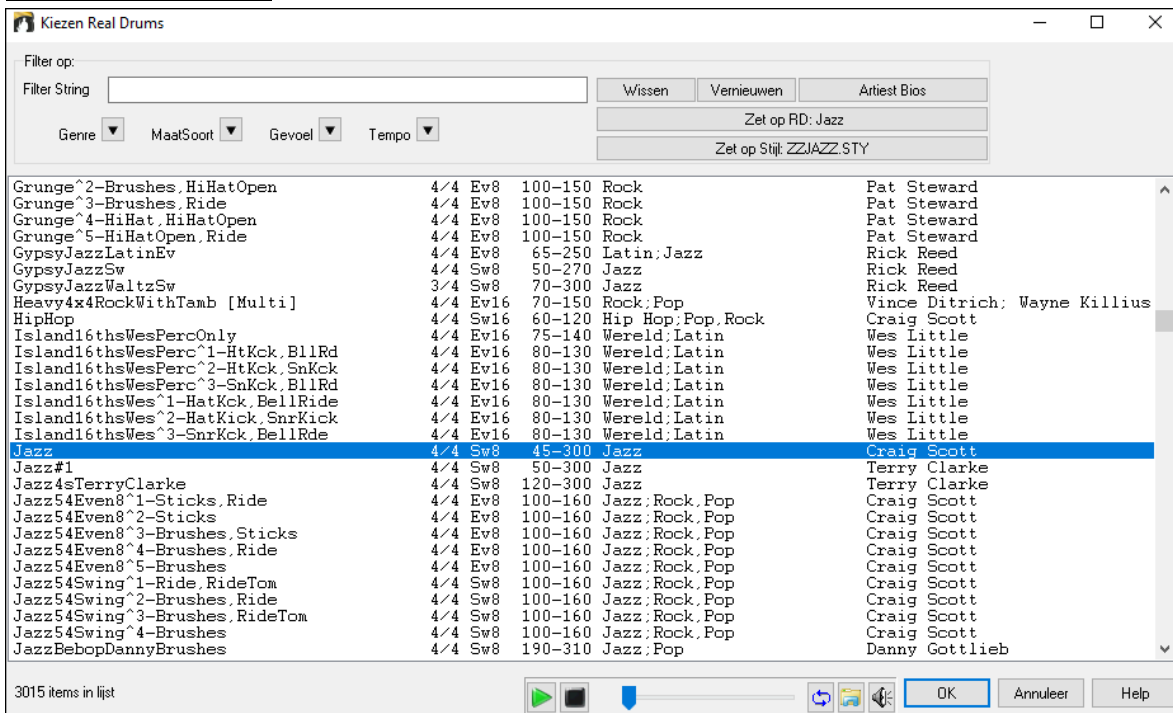 Kiezen Real Drums
Filter op:
Filter String Wissen Vernieuwen Artiest Bios
Zet op RD: Jazz
Genre MaatSoort Gevoel Tempo
Zet op Stijl: ZZJAZZ.STY
Grunge^2-Brushes,HiHatOpen 4/4 Ev8 100-150 Rock Pat Steward
Grunge^3-Brushes,Ride 4/4 Ev8 100-150 Rock Pat Steward
Grunge^4-HiHat,HiHatOpen 4/4 Ev8 100-150 Rock Pat Steward
Grunge^5-HiHatOpen,Ride 4/4 Ev8 100-150 Rock Pat Steward
GypsyJazzLatinEv 4/4 Ev8 65-250 Latin;Jazz Rick Reed
GypsyJazzSw 4/4 Sw8 50-270 Jazz Rick Reed
GypsyJazzWaltzSw 3/4 Sw8 70-300 Jazz Rick Reed
Heavy4x4RockWithTamb [Multi] 4/4 Ev16 70-150 Rock;Pop Vince Ditrich; Wayne Killius
HipHop 4/4 Sw16 60-120 Hip Hop;Pop,Rock Craig Scott
Island16thsWesPercOnly 4/4 Ev16 75-140 Wereld;Latin Wes Little
Island16thsWesPerc^1-HtKck,BllRd 4/4 Ev16 80-130 Wereld;Latin Wes Little
Island16thsWesPerc^2-HtKck,SnKck 4/4 Ev16 80-130 Wereld;Latin Wes Little
Island16thsWesPerc^3-SnKck,BllRd 4/4 Ev16 80-130 Wereld;Latin Wes Little
Island16thsWes^1-HatKck,BellRide 4/4 Ev16 80-130 Wereld;Latin Wes Little
Island16thsWes^2-HatKick,SnrKick 4/4 Ev16 80-130 Wereld;Latin Wes Little
Island16thsWes^3-SnrKck,BellRde 4/4 Ev16 80-130 Wereld;Latin Wes Little
Jazz 4/4 Sw8 45-300 Jazz Craig Scott
Jazz#1 4/4 Sw8 50-300 Jazz Terry Clarke
Jazz4sTerryClarke 4/4 Sw8 120-300 Jazz Terry Clarke
Jazz54Even8^1-Sticks,Ride 4/4 Ev8 100-160 Jazz;Rock,Pop Craig Scott
Jazz54Even8^2-Sticks 4/4 Ev8 100-160 Jazz;Rock,Pop Craig Scott
Jazz54Even8^3-Brushes,Sticks 4/4 Ev8 100-160 Jazz;Rock,Pop Craig Scott
Jazz54Even8^4-Brushes,Ride 4/4 Ev8 100-160 Jazz;Rock,Pop Craig Scott
Jazz54Even8^5-Brushes 4/4 Ev8 100-160 Jazz;Rock,Pop Craig Scott
Jazz54Swing^1-Ride,RideTom 4/4 Sw8 100-160 Jazz;Rock,Pop Craig Scott
Jazz54Swing^2-Brushes,Ride 4/4 Sw8 100-160 Jazz;Rock,Pop Craig Scott
Jazz54Swing^3-Brushes,RideTom 4/4 Sw8 100-160 Jazz;Rock,Pop Craig Scott
Jazz54Swing^4-Brushes 4/4 Sw8 100-160 Jazz;Rock,Pop Craig Scott
JazzBebopDannyBrushes 4/4 Sw8 190-310 Jazz;Pop Danny Gottlieb
3015 items in lijst OK Annuleer Help